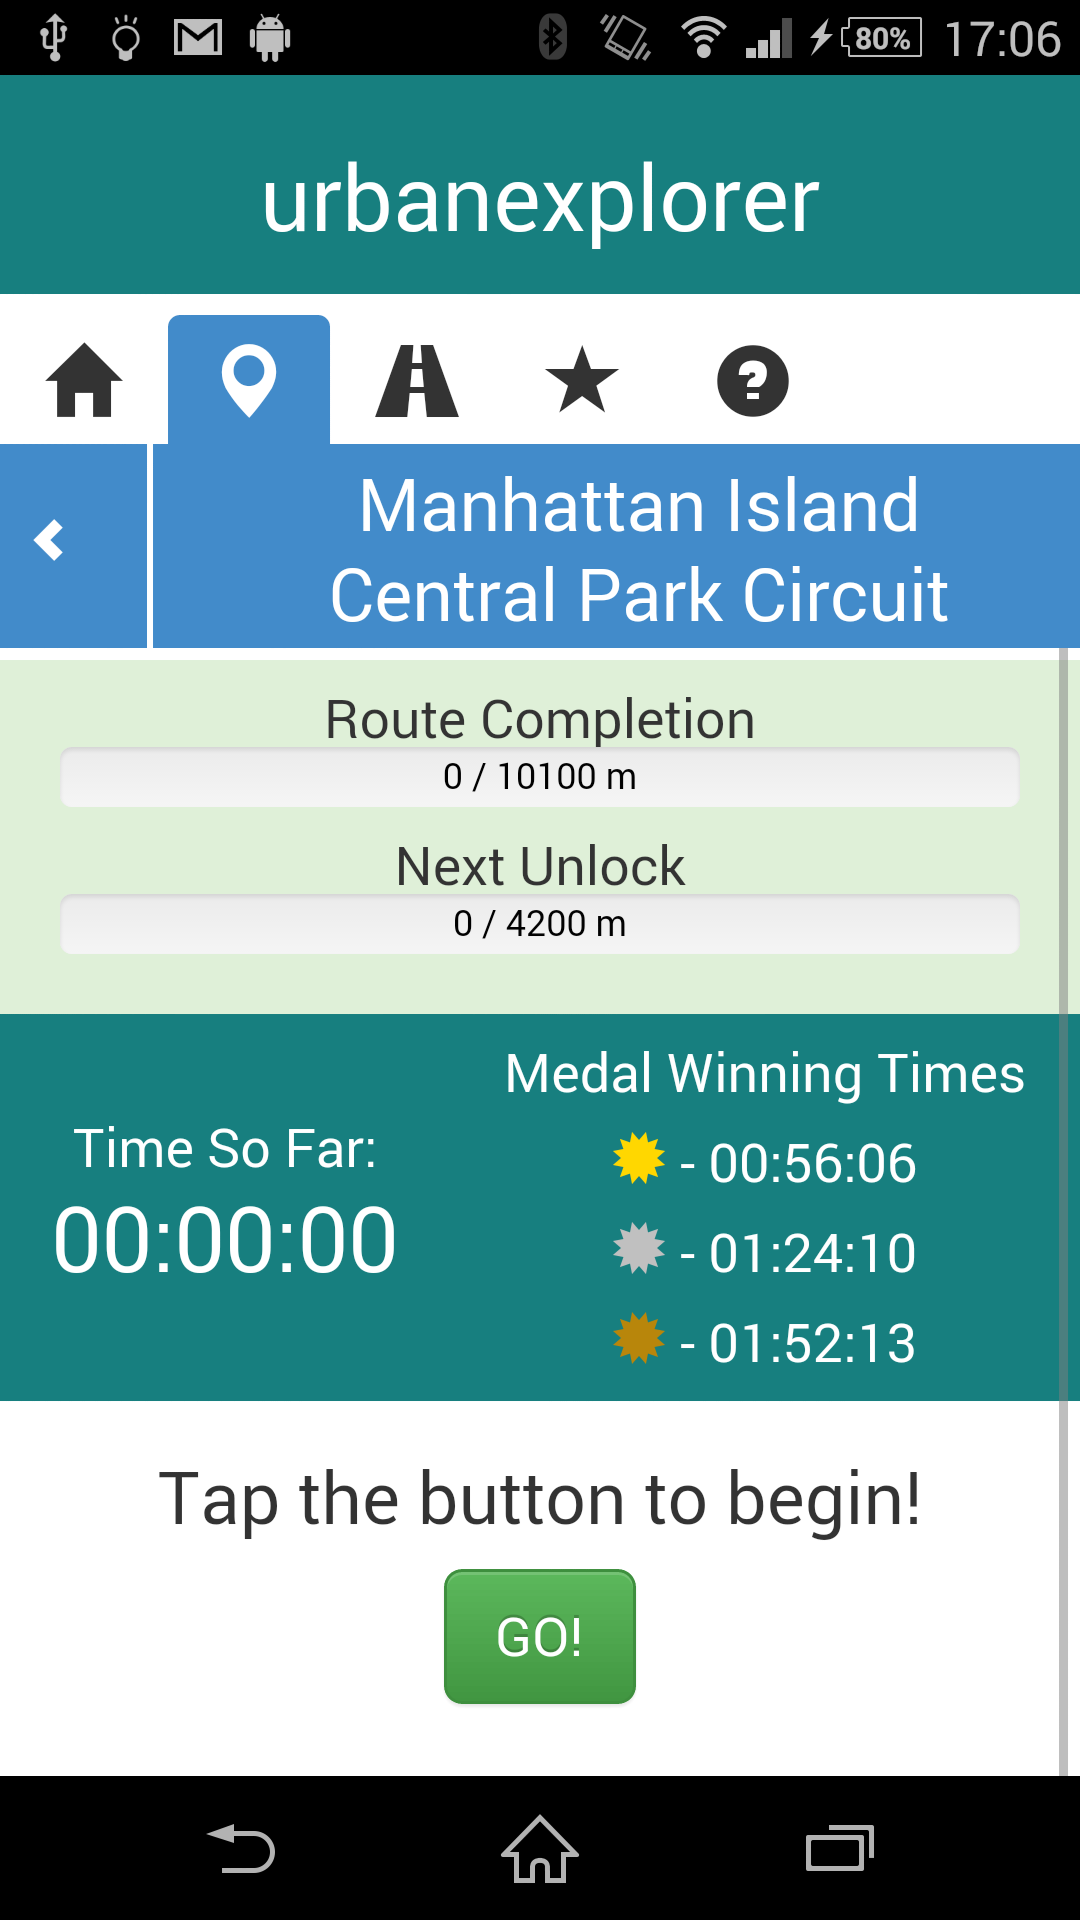 80% 17:06
urbanexplorer
Manhattan Island
Central Park Circuit
Route Completion
0 / 10100 m
Next Unlock
0 / 4200 m
Medal Winning Times
Time So Far:
00:00:00
- 00:56:06
- 01:24:10
- 01:52:13
Tap the button to begin!
GO!